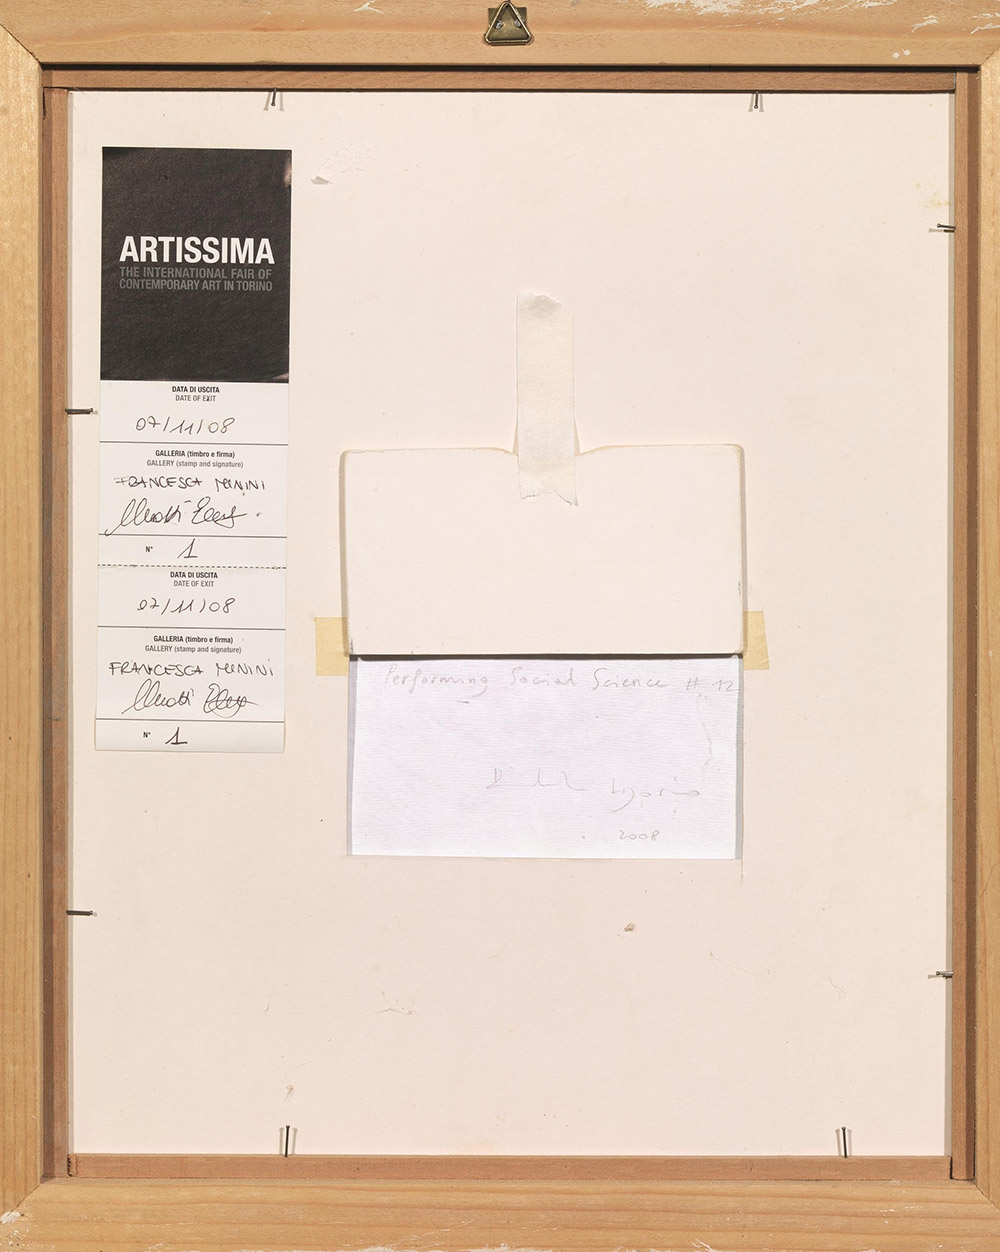 ARTISSIMA
THE INTERNATIONAL FAIR OF
CONTEMPORARY ART IN TORINO
DATA DI USCITA
DATE OF EXIT
07/11/08
GALLERIA (timbro e firma)
GALLERY (stamp and signature)
FRANCESCA MININI
N° 1
DATA DI USCITA
DATE OF EXIT
07/11/08
GALLERIA (timbro e firma)
GALLERY (stamp and signature)
FRANCESCA MININI
N° 1
Performing Social Science # 12
2008